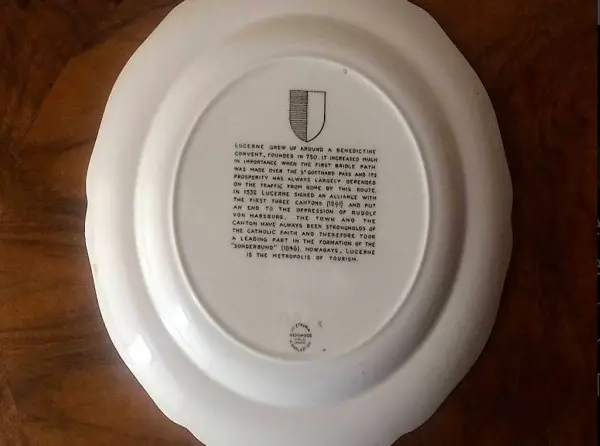 LUCERNE GREW UP AROUND A BENEDICTINE
CONVENT, FOUNDED IN 750. IT INCREASED MUCH
IN IMPORTANCE WHEN THE FIRST BRIDLE PATH
WAS MADE OVER THE ST GOTTHARD PASS AND ITS
PROSPERITY HAS ALWAYS LARGELY DEPENDED
ON THE TRAFFIC FROM ROME BY THIS ROUTE.
IN 1332 LUCERNE SIGNED AN ALLIANCE WITH
THE FIRST THREE CANTONS (1291) AND PUT
AN END TO THE OPPRESSION OF RUDOLF
VON HABSBURG. THE TOWN AND THE
CANTON HAVE ALWAYS BEEN STRONGHOLDS OF
THE CATHOLIC FAITH AND THEREFORE TOOK
A LEADING PART IN THE FORMATION OF THE
"SONDERBUND" (1845). NOWADAYS, LUCERNE
IS THE METROPOLIS OF TOURISM.
ETRURIA
WEDGWOOD